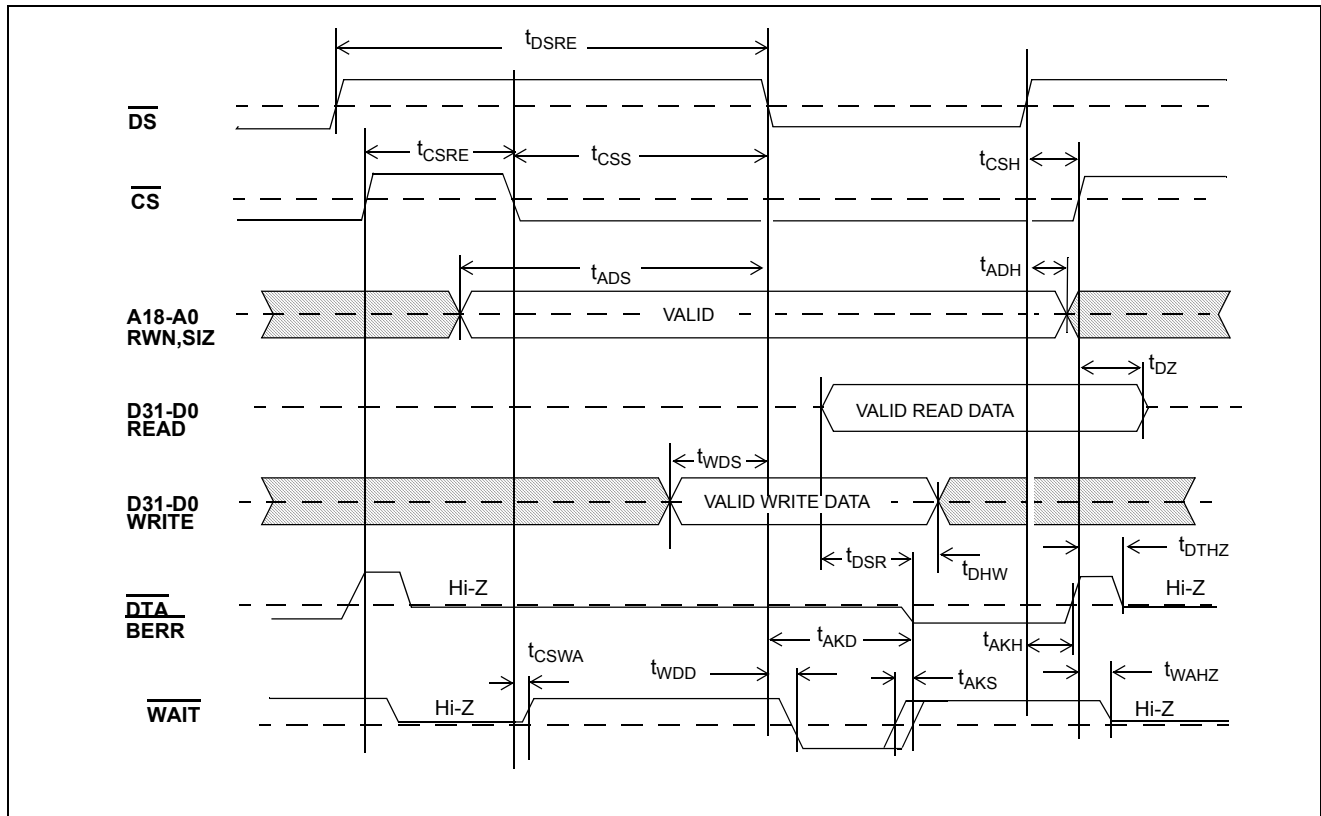 tDSRE
DS
tCSRE
tCSS
tCSH
CS
tADS
tADH
A18-A0
RWN,SIZ
VALID
tDZ
D31-D0
READ
VALID READ DATA
tWDS
D31-D0
WRITE
VALID WRITE DATA
tDSR
tDHW
tDTHZ
Hi-Z
Hi-Z
DTA
BERR
tAKD
tAKH
tCSWA
tWDD
tAKS
tWAHZ
WAIT
Hi-Z
Hi-Z